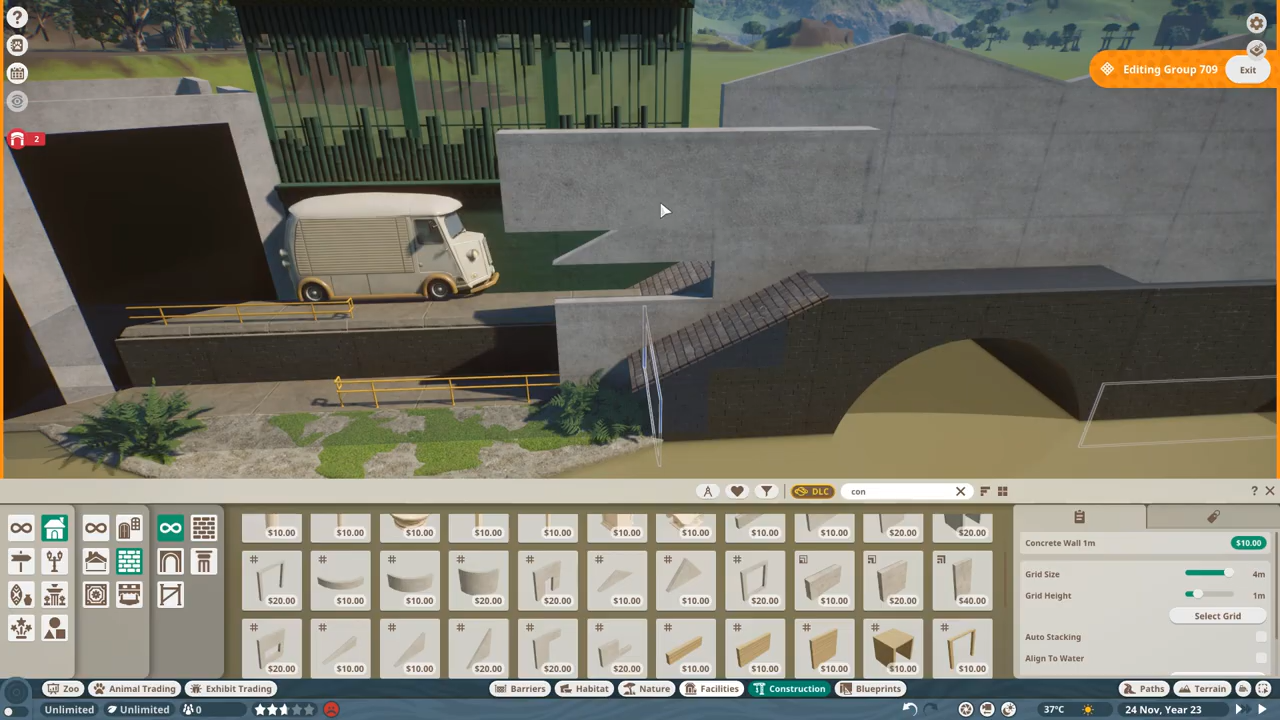 ?
Editing Group 709
Exit
2
DLC
con
?
$10.00 $10.00 $10.00 $10.00 $10.00 $10.00 $10.00 $10.00 $10.00 $20.00 $20.00
$20.00 $10.00 $10.00 $20.00 $20.00 $10.00 $10.00 $20.00 $10.00 $20.00 $40.00
$20.00 $10.00 $10.00 $20.00 $20.00 $20.00 $10.00 $10.00 $10.00 $10.00 $10.00
Concrete Wall 1m $10.00
Grid Size 4m
Grid Height 1m
Select Grid
Auto Stacking
Align To Water
Zoo Animal Trading Exhibit Trading Barriers Habitat Nature Facilities Construction Blueprints Paths Terrain
Unlimited Unlimited 0 37°C 24 Nov, Year 23